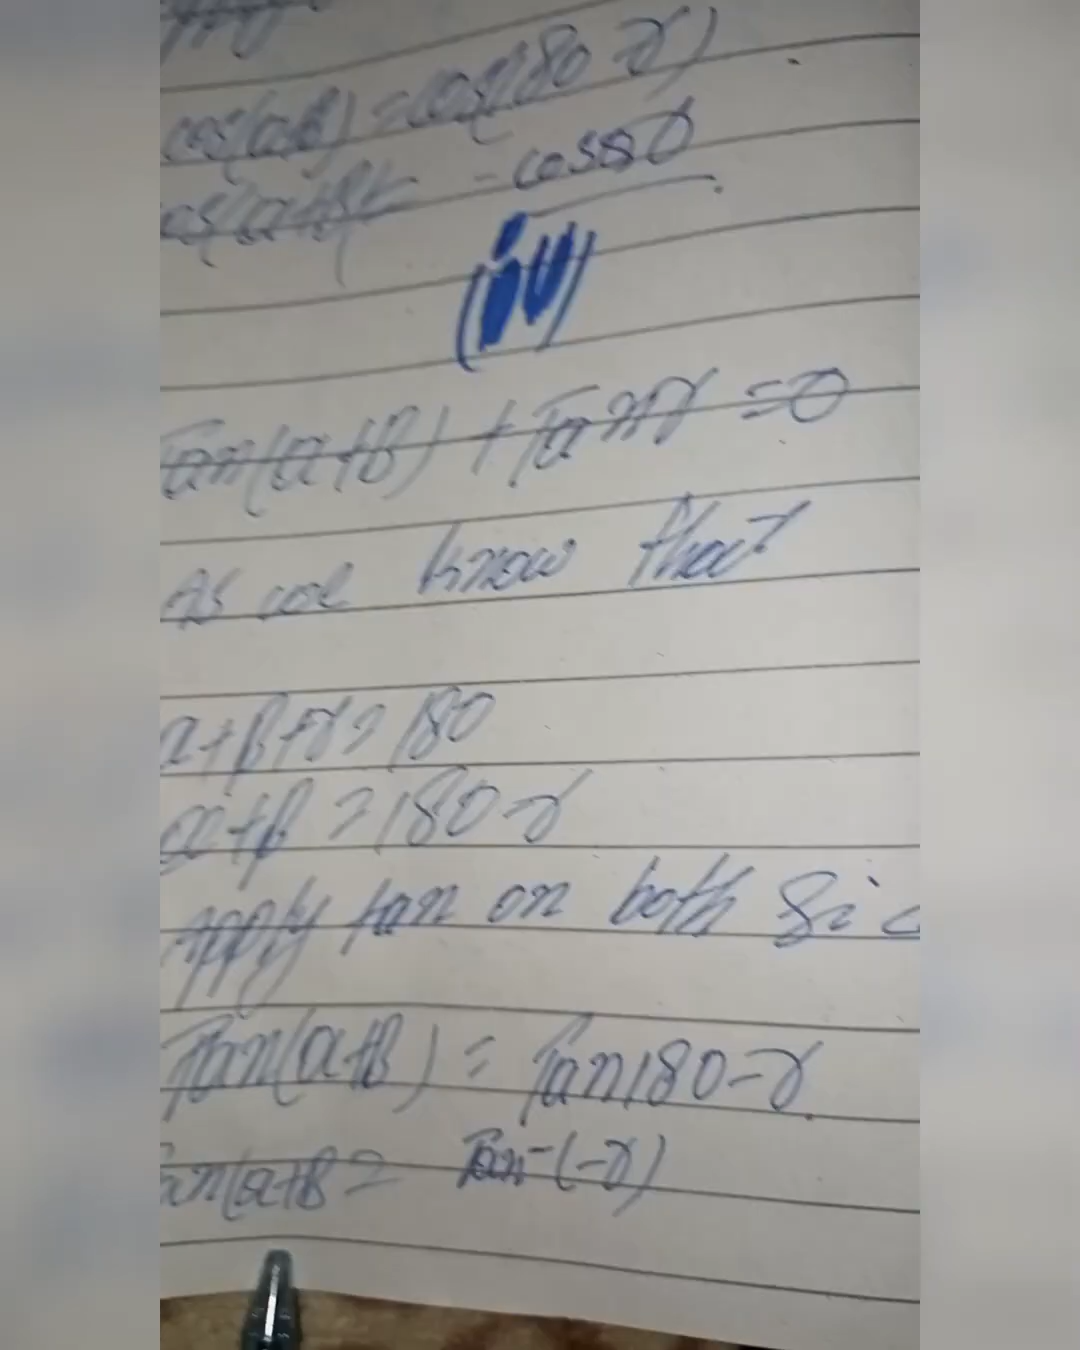 cos(α+β) = cos(180-γ)
cos(α+β) = -cosγ
(iv)
Tan(α+β) + Tanγ = 0
As we know that
α+β+γ = 180
α+β = 180-γ
Apply tan on both Si
Tan(α+β) = Tan180-γ
Tan(α+β = Tan (-γ)